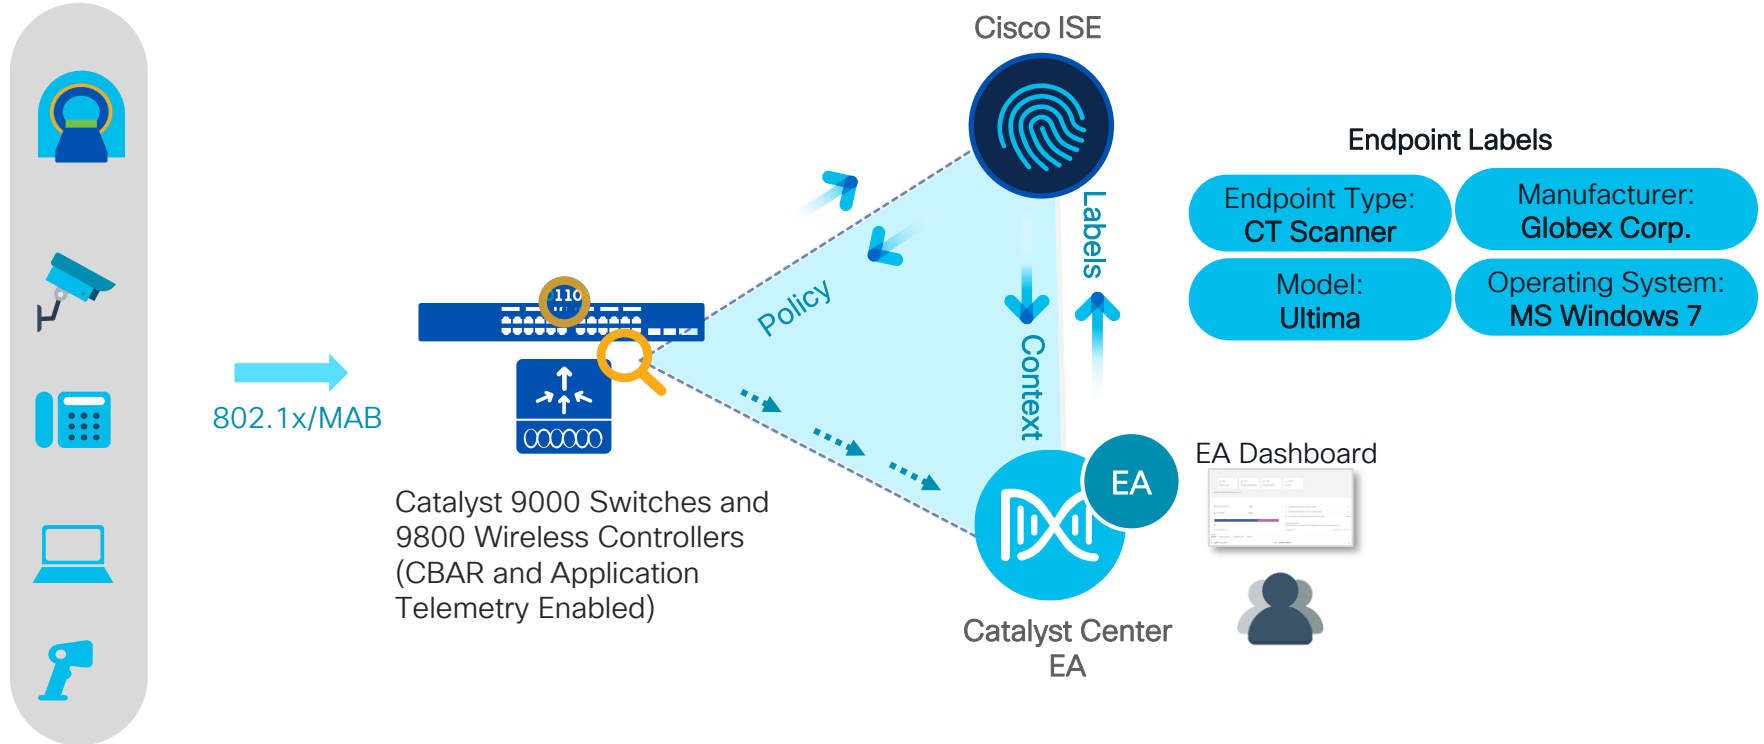 Cisco ISE
Endpoint Labels
Endpoint Type:
CT Scanner
Manufacturer:
Globex Corp.
Model:
Ultima
Operating System:
MS Windows 7
Labels
Policy
Context
110
802.1x/MAB
Catalyst 9000 Switches and
9800 Wireless Controllers
(CBAR and Application
Telemetry Enabled)
EA
EA Dashboard
Catalyst Center
EA